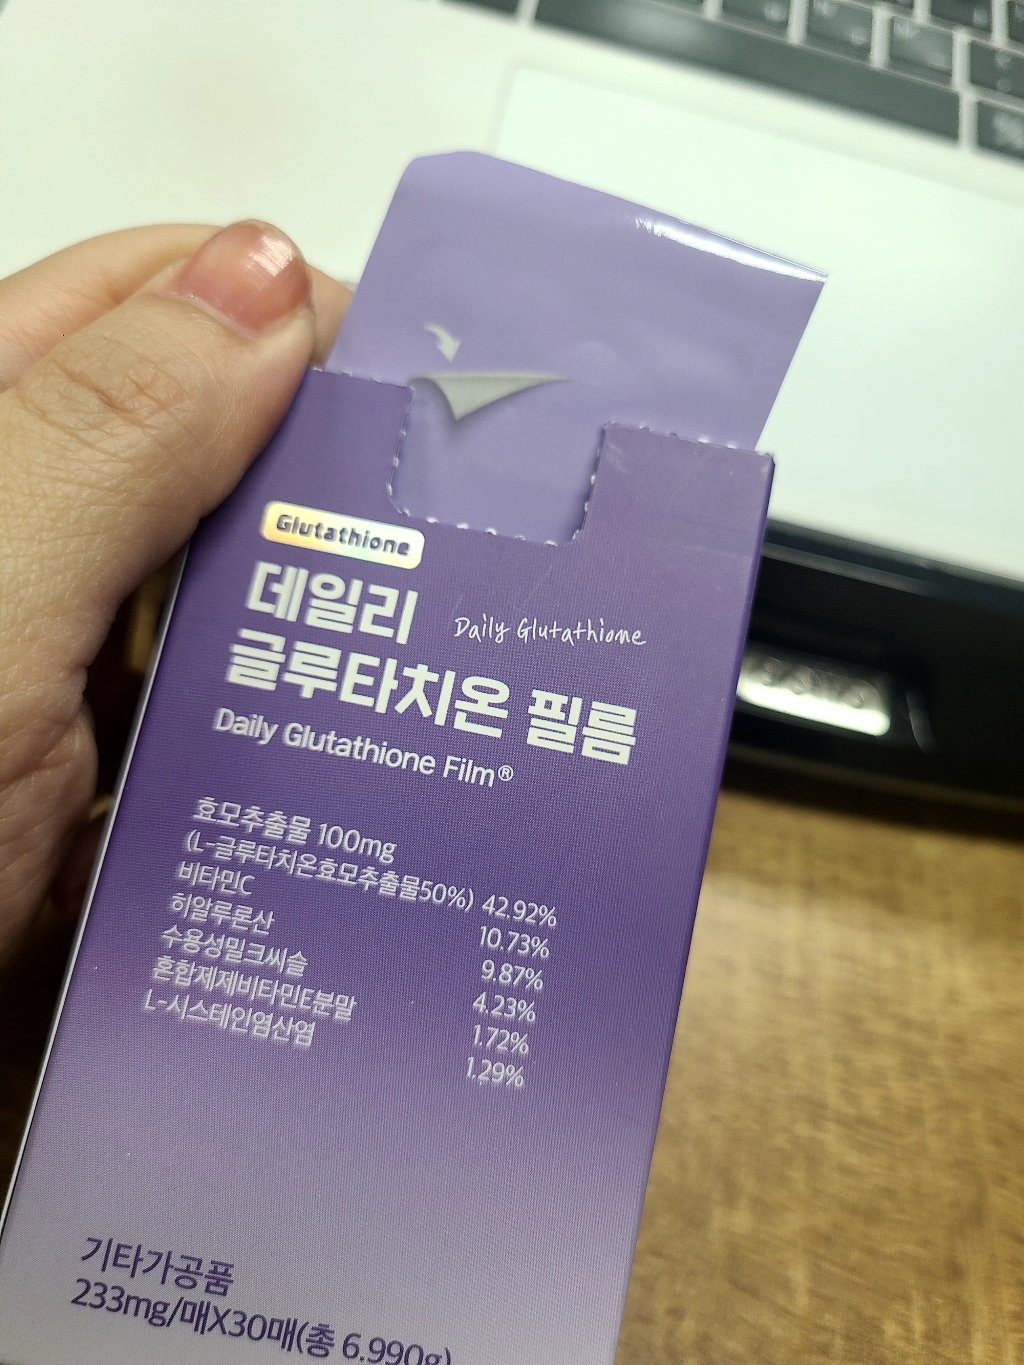 Glutathione
데일리
Daily Glutathione
글루타치온 필름
Daily Glutathione Film®
효모추출물 100mg
(L-글루타치온효모추출물50%) 42.92%
비타민C 10.73%
히알루론산 9.87%
수용성밀크씨슬 4.23%
혼합제제비타민E분말 1.72%
L-시스테인염산염 1.29%
기타가공품
233mg/매X30매(총 6.990g)